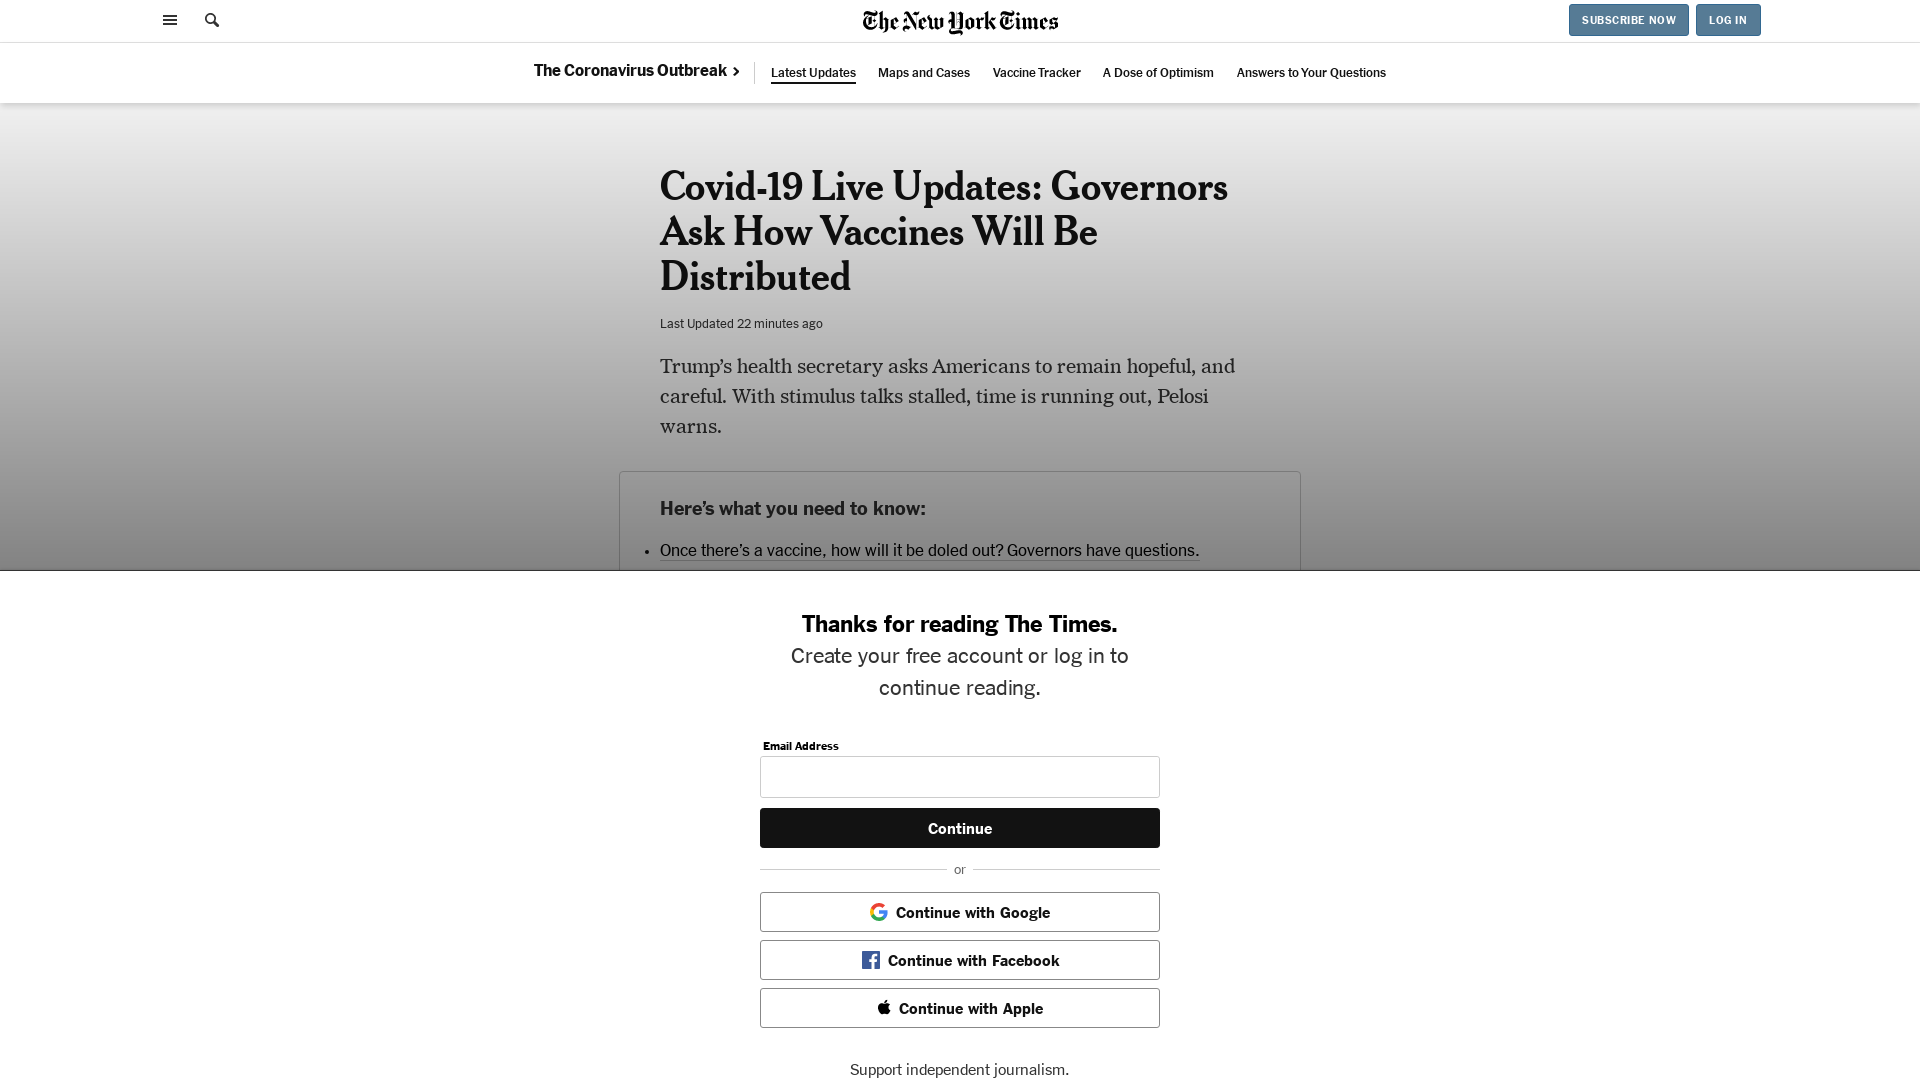 The New York Times
SUBSCRIBE NOW
LOG IN
The Coronavirus Outbreak
Latest Updates
Maps and Cases
Vaccine Tracker
A Dose of Optimism
Answers to Your Questions
Covid-19 Live Updates: Governors
Ask How Vaccines Will Be
Distributed
Last Updated 22 minutes ago
Trump’s health secretary asks Americans to remain hopeful, and
careful. With stimulus talks stalled, time is running out, Pelosi
warns.
Here’s what you need to know:
• Once there’s a vaccine, how will it be doled out? Governors have questions.
Thanks for reading The Times.
Create your free account or log in to
continue reading.
Email Address
Continue
or
Continue with Google
Continue with Facebook
Continue with Apple
Support independent journalism.